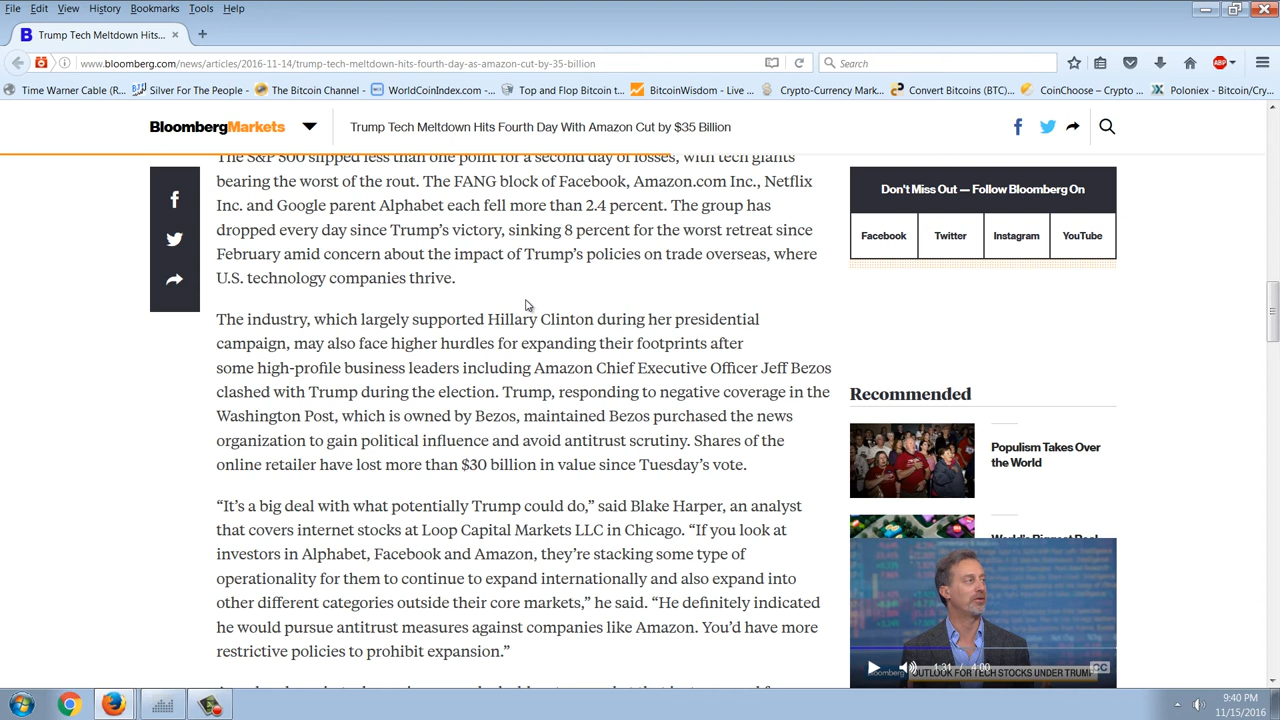 File Edit View History Bookmarks Tools Help
B Trump Tech Meltdown Hits...
www.bloomberg.com/news/articles/2016-11-14/trump-tech-meltdown-hits-fourth-day-as-amazon-cut-by-35-billion
Search
ABP
Time Warner Cable (R... Silver For The People - The Bitcoin Channel - WorldCoinIndex.com -... Top and Flop Bitcoin t... BitcoinWisdom - Live ... Crypto-Currency Mark... Convert Bitcoins (BTC)... CoinChoose – Crypto ... Poloniex - Bitcoin/Cry...
BloombergMarkets
Trump Tech Meltdown Hits Fourth Day With Amazon Cut by $35 Billion
The S&P 500 slipped less than one point for a second day of losses, with tech giants
bearing the worst of the rout. The FANG block of Facebook, Amazon.com Inc., Netflix
Inc. and Google parent Alphabet each fell more than 2.4 percent. The group has
dropped every day since Trump's victory, sinking 8 percent for the worst retreat since
February amid concern about the impact of Trump's policies on trade overseas, where
U.S. technology companies thrive.
The industry, which largely supported Hillary Clinton during her presidential
campaign, may also face higher hurdles for expanding their footprints after
some high-profile business leaders including Amazon Chief Executive Officer Jeff Bezos
clashed with Trump during the election. Trump, responding to negative coverage in the
Washington Post, which is owned by Bezos, maintained Bezos purchased the news
organization to gain political influence and avoid antitrust scrutiny. Shares of the
online retailer have lost more than $30 billion in value since Tuesday's vote.
“It's a big deal with what potentially Trump could do,” said Blake Harper, an analyst
that covers internet stocks at Loop Capital Markets LLC in Chicago. “If you look at
investors in Alphabet, Facebook and Amazon, they're stacking some type of
operationality for them to continue to expand internationally and also expand into
other different categories outside their core markets,” he said. “He definitely indicated
he would pursue antitrust measures against companies like Amazon. You'd have more
restrictive policies to prohibit expansion.”
Don't Miss Out — Follow Bloomberg On
Facebook Twitter Instagram YouTube
Recommended
Populism Takes Over
the World
Bloomberg
1:31 / 4:00
CC
OUTLOOK FOR TECH STOCKS UNDER TRUMP
9:40 PM
11/15/2016